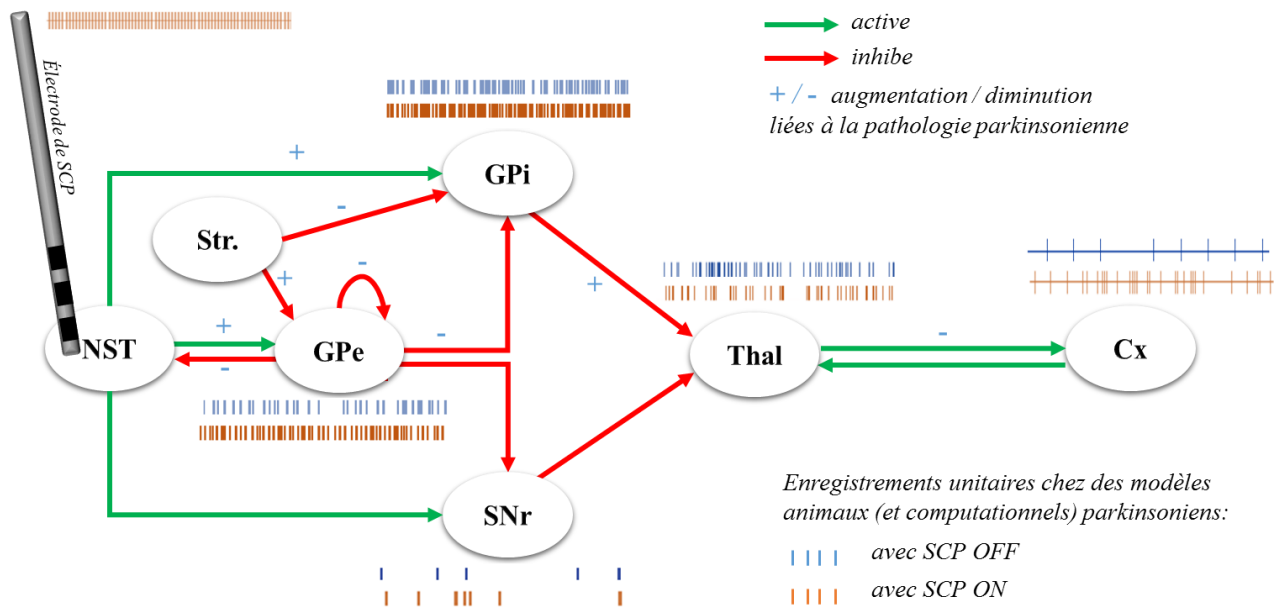 Électrode de SCP
active
inhibe
+ / - augmentation / diminution
liées à la pathologie parkinsonienne
+
GPi
-
Str.
+
-
+
NST
+
-
GPe
-
Thal
-
Cx
SNr
Enregistrements unitaires chez des modèles
animaux (et computationnels) parkinsoniens:
avec SCP OFF
avec SCP ON